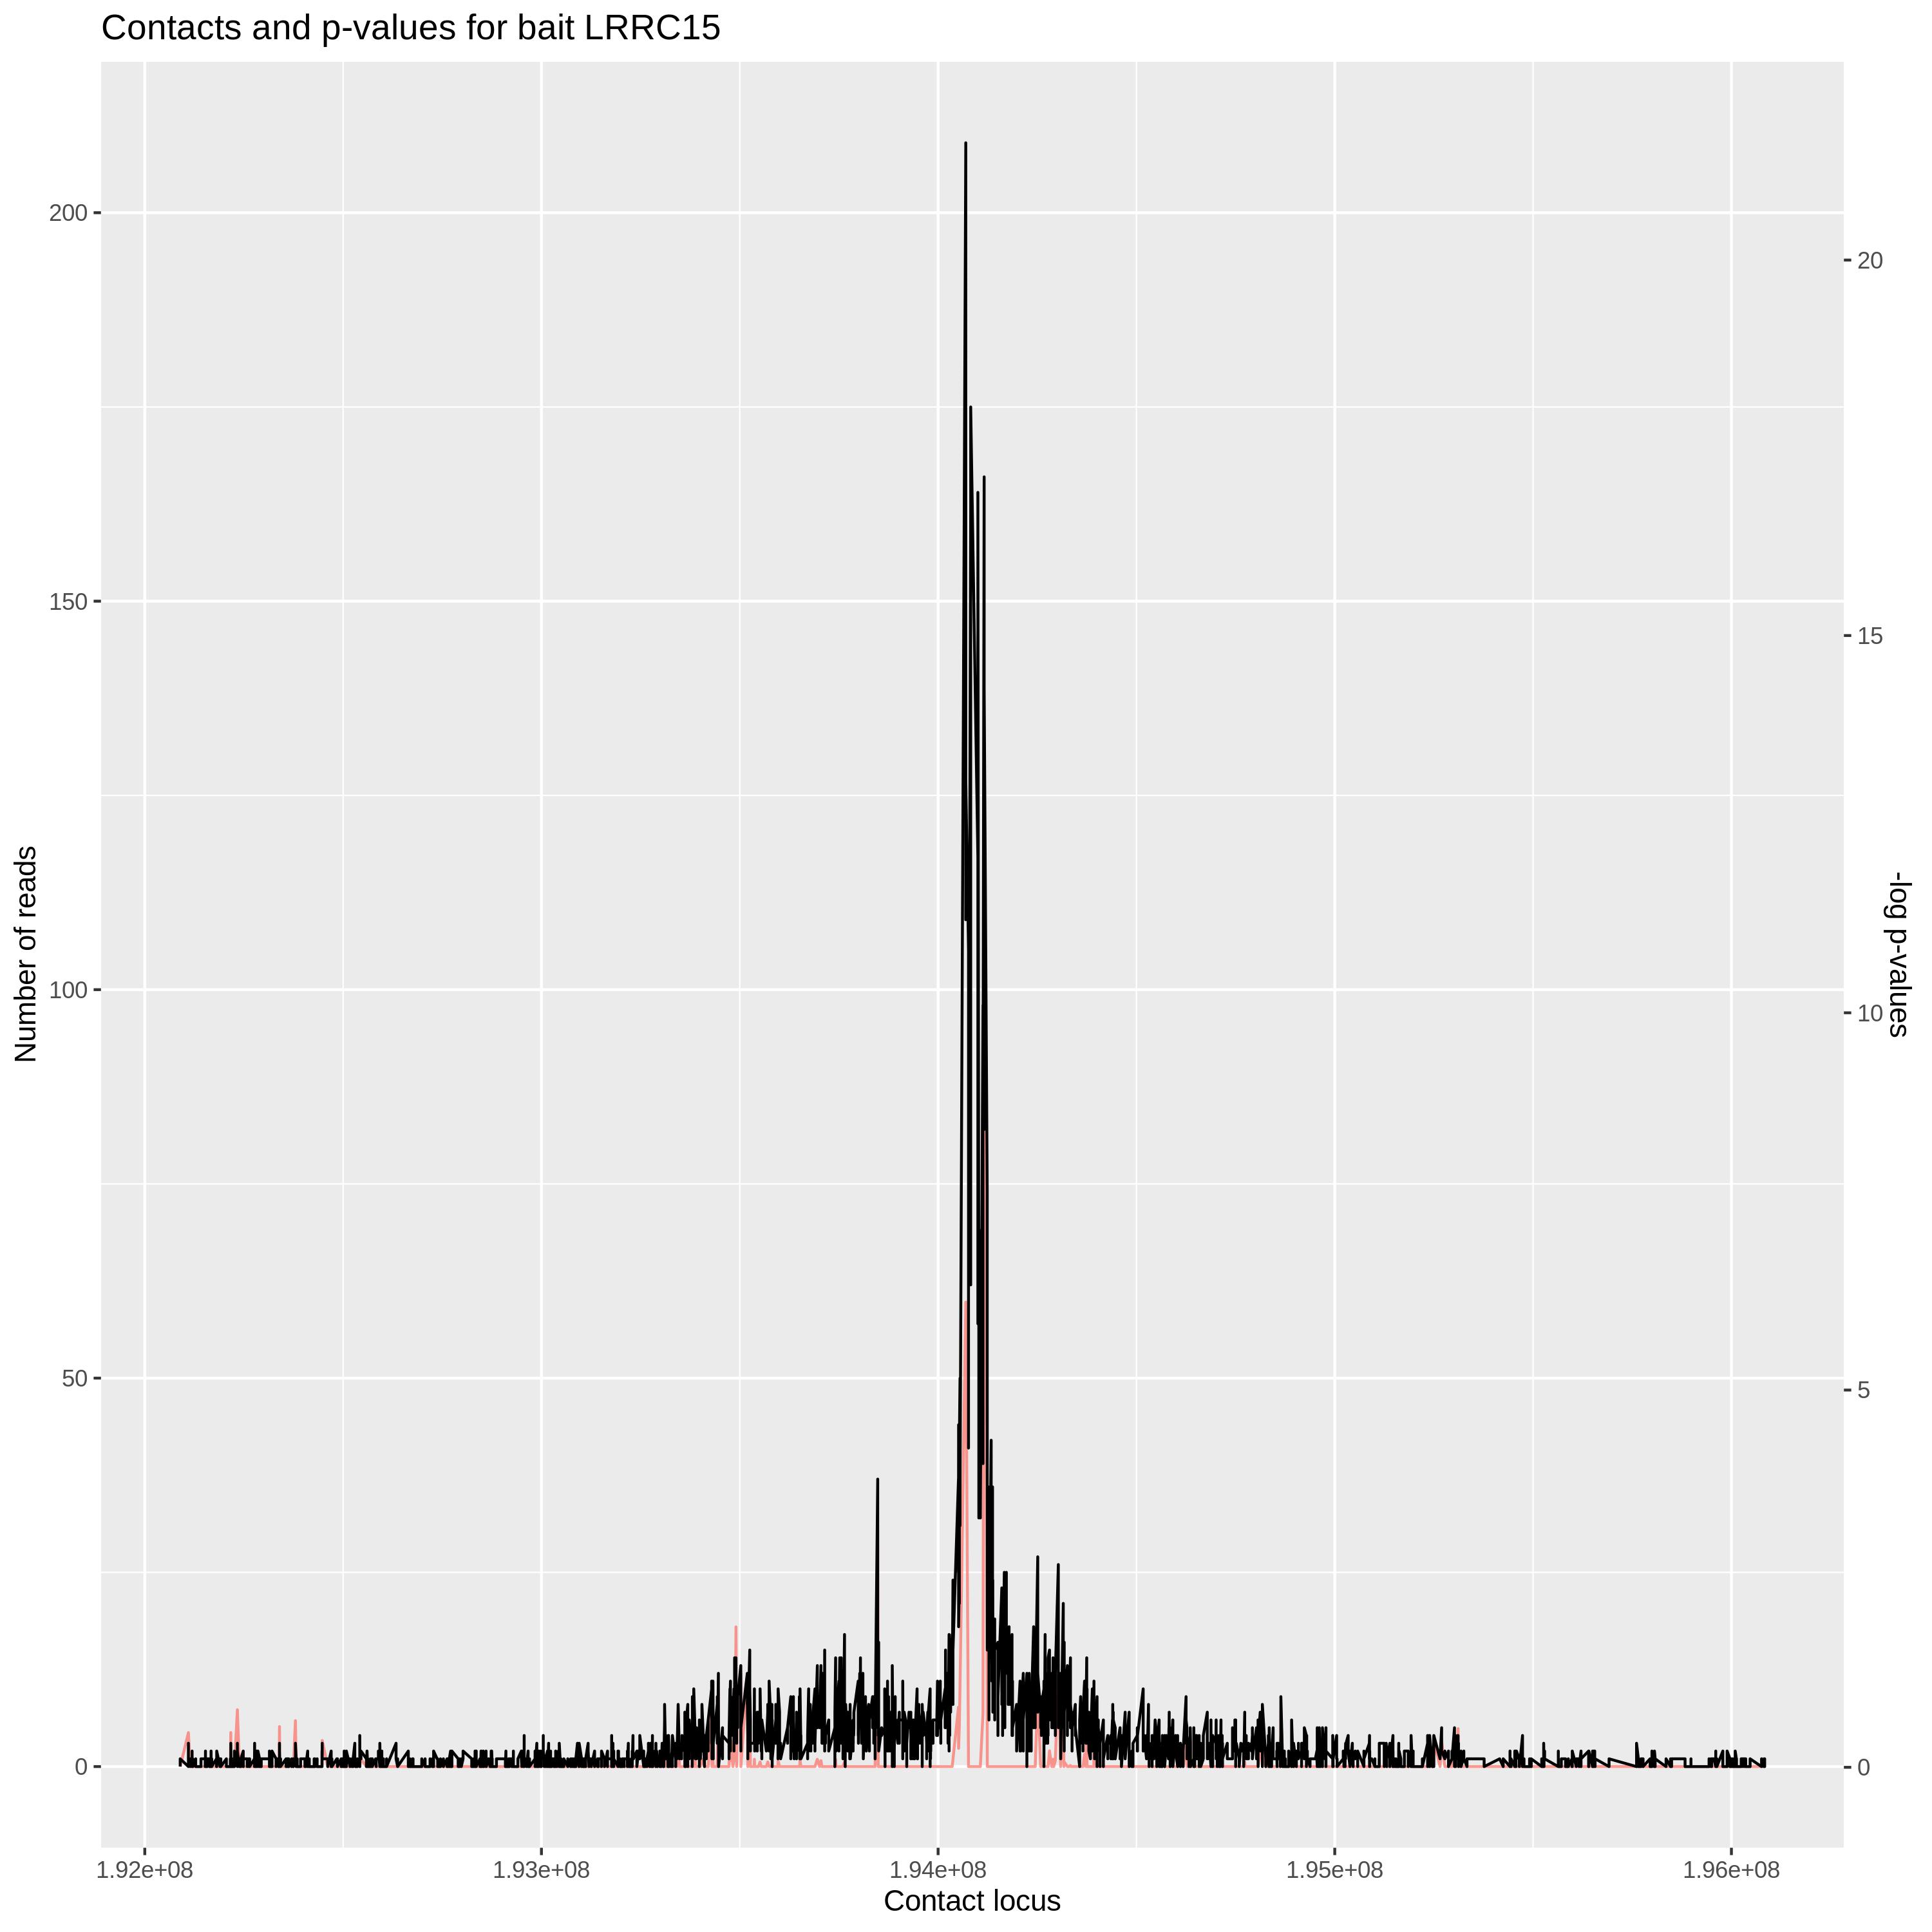 Contacts and p-values for bait LRRC15
200
150
100
50
0
Number of reads
20
15
10
5
0
-log p-values
1.92e+08
1.93e+08
1.94e+08
1.95e+08
1.96e+08
Contact locus